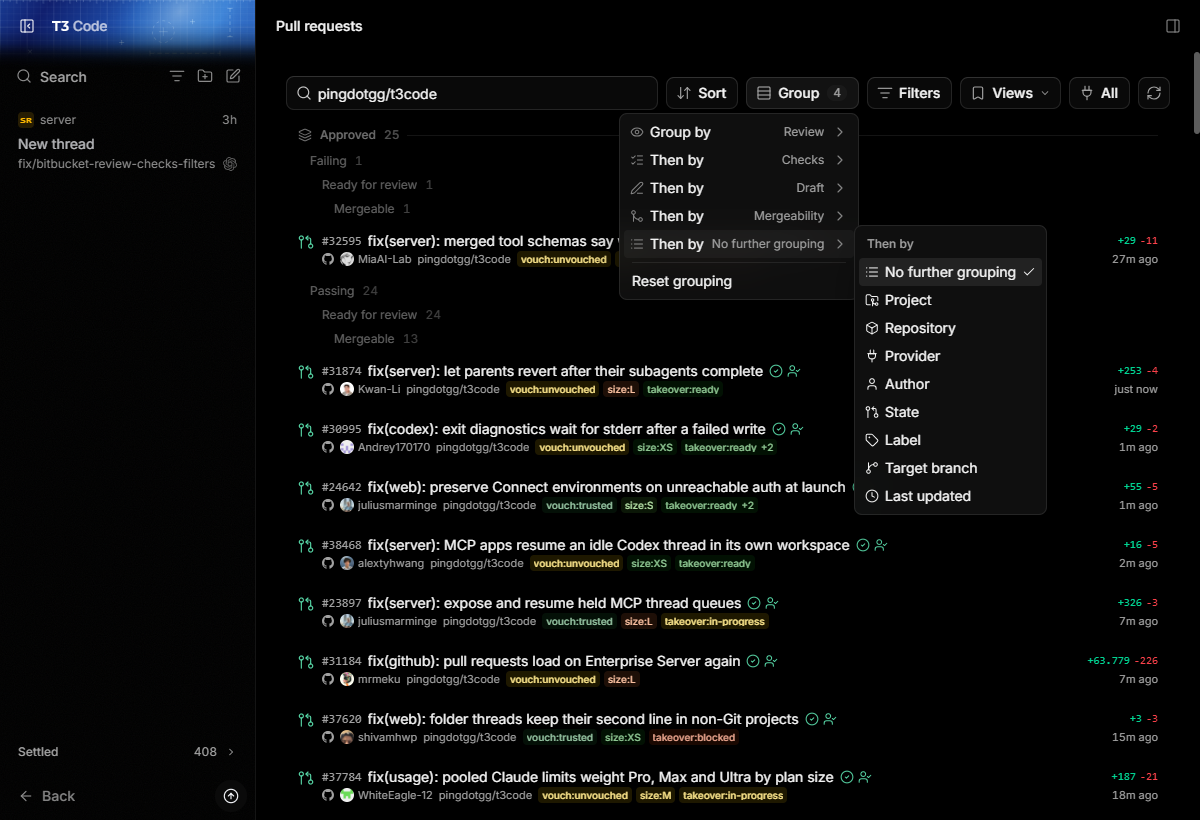 T3 Code
Pull requests
Search
pingdotgg/t3code
Sort
Group 4
Filters
Views
All
SR server 3h
New thread
fix/bitbucket-review-checks-filters
Approved 25
Failing 1
Ready for review 1
Mergeable 1
#32595 fix(server): merged tool schemas say
+29 -11
MiaAI-Lab pingdotgg/t3code vouch:unvouched
27m ago
Passing 24
Ready for review 24
Mergeable 13
Group by Review
Then by Checks
Then by Draft
Then by Mergeability
Then by No further grouping
Reset grouping
Then by
No further grouping
Project
Repository
Provider
Author
State
Label
Target branch
Last updated
#31874 fix(server): let parents revert after their subagents complete
+253 -4
Kwan-Li pingdotgg/t3code vouch:unvouched size:L takeover:ready
just now
#30995 fix(codex): exit diagnostics wait for stderr after a failed write
+29 -2
Andrey170170 pingdotgg/t3code vouch:unvouched size:XS takeover:ready +2
1m ago
#24642 fix(web): preserve Connect environments on unreachable auth at launch
+55 -5
juliusmarminge pingdotgg/t3code vouch:trusted size:S takeover:ready +2
1m ago
#38468 fix(server): MCP apps resume an idle Codex thread in its own workspace
+16 -5
alextyhwang pingdotgg/t3code vouch:unvouched size:XS takeover:ready
2m ago
#23897 fix(server): expose and resume held MCP thread queues
+326 -3
juliusmarminge pingdotgg/t3code vouch:trusted size:L takeover:in-progress
7m ago
#31184 fix(github): pull requests load on Enterprise Server again
+63.779 -226
mrmeku pingdotgg/t3code vouch:unvouched size:L
7m ago
#37620 fix(web): folder threads keep their second line in non-Git projects
+3 -3
shivamhwp pingdotgg/t3code vouch:trusted size:XS takeover:blocked
15m ago
#37784 fix(usage): pooled Claude limits weight Pro, Max and Ultra by plan size
+187 -21
WhiteEagle-12 pingdotgg/t3code vouch:unvouched size:M takeover:in-progress
18m ago
Settled 408
Back